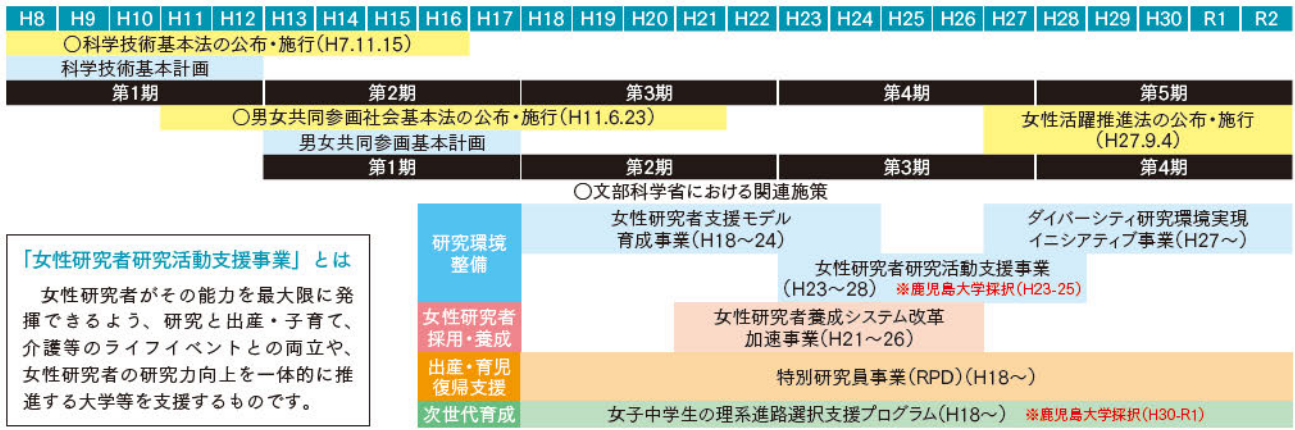 H8 H9 H10 H11 H12 H13 H14 H15 H16 H17 H18 H19 H20 H21 H22 H23 H24 H25 H26 H27 H28 H29 H30 R1 R2
〇科学技術基本法の公布・施行(H7.11.15)
科学技術基本計画
第1期 第2期 第3期 第4期 第5期
〇男女共同参画社会基本法の公布・施行(H11.6.23)
女性活躍推進法の公布・施行
(H27.9.4)
男女共同参画基本計画
第1期 第2期 第3期 第4期
〇文部科学省における関連施策
研究環境
整備
女性研究者支援モデル
育成事業(H18〜24)
ダイバーシティ研究環境実現
イニシアティブ事業(H27〜)
女性研究者研究活動支援事業
(H23〜28) ※鹿児島大学採択(H23-25)
女性研究者
採用・養成
女性研究者養成システム改革
加速事業(H21〜26)
出産・育児
復帰支援
特別研究員事業(RPD)(H18〜)
次世代育成
女子中学生の理系進路選択支援プログラム(H18〜) ※鹿児島大学採択(H30-R1)
「女性研究者研究活動支援事業」とは
女性研究者がその能力を最大限に発
揮できるよう、研究と出産・子育て、
介護等のライフイベントとの両立や、
女性研究者の研究力向上を一体的に推
進する大学等を支援するものです。